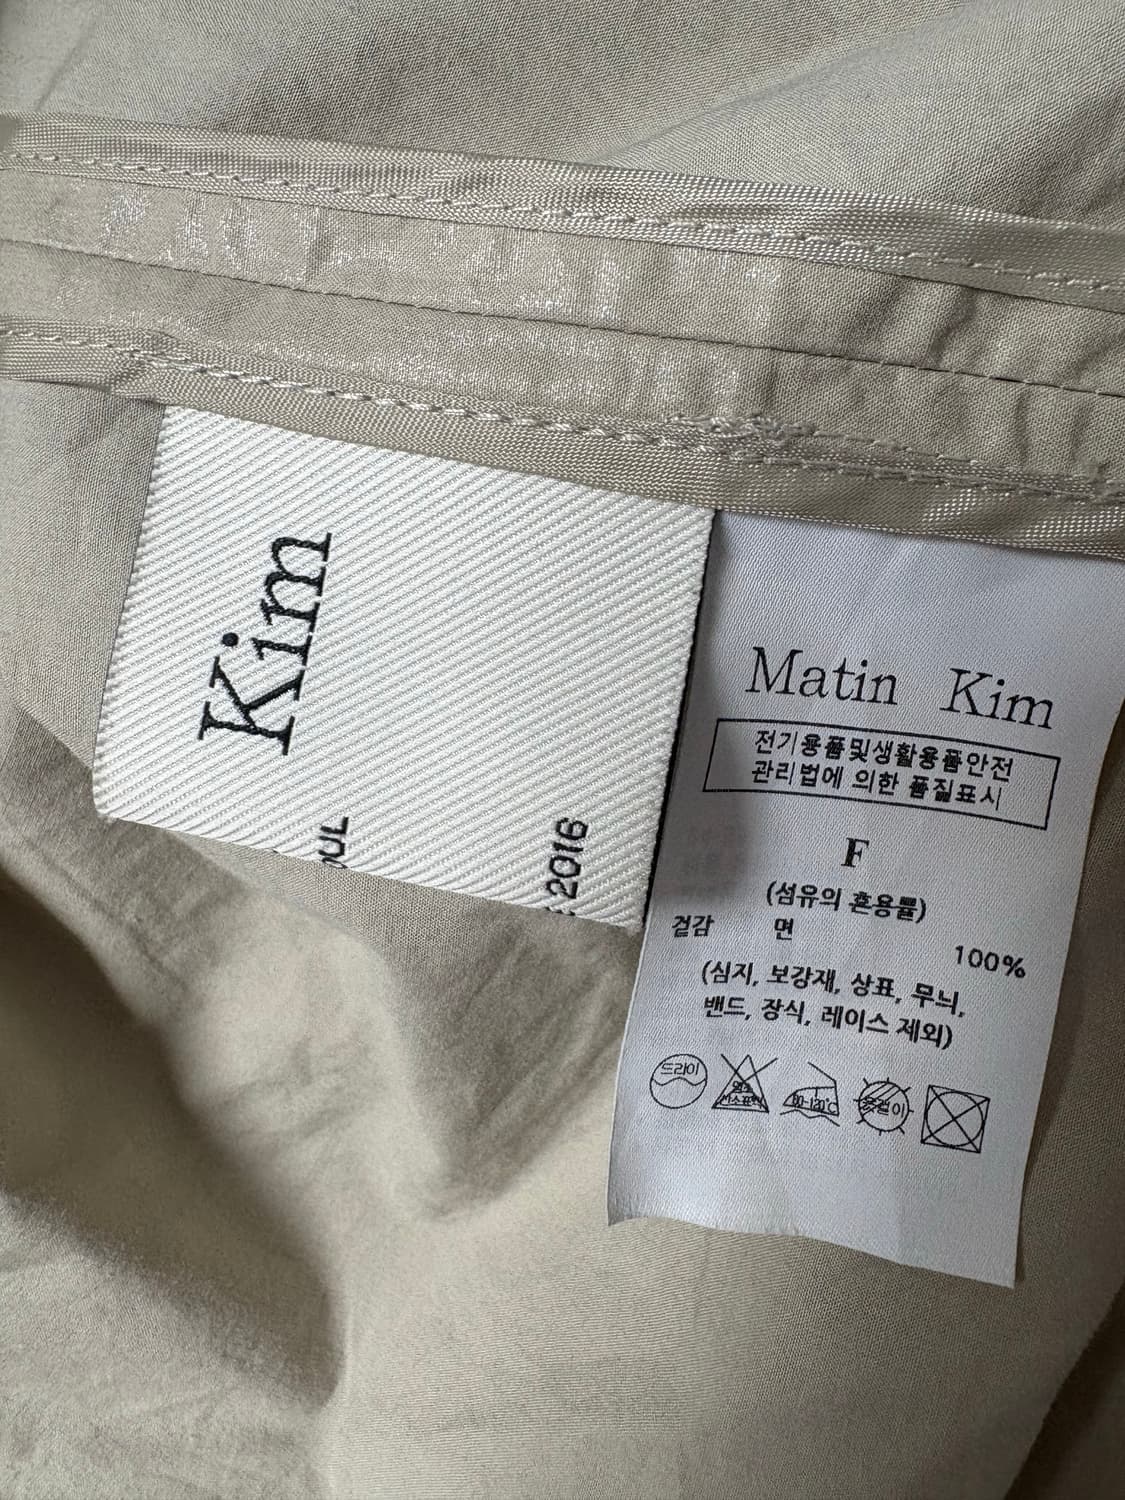 Kim
2016
Matin Kim
전기용품및생활용품안전
관리법에 의한 품질표시
F
(섬유의 혼용률)
겉감 면 100%
(심지, 보강재, 상표, 무늬,
밴드, 장식, 레이스 제외)
드라이
80-120℃